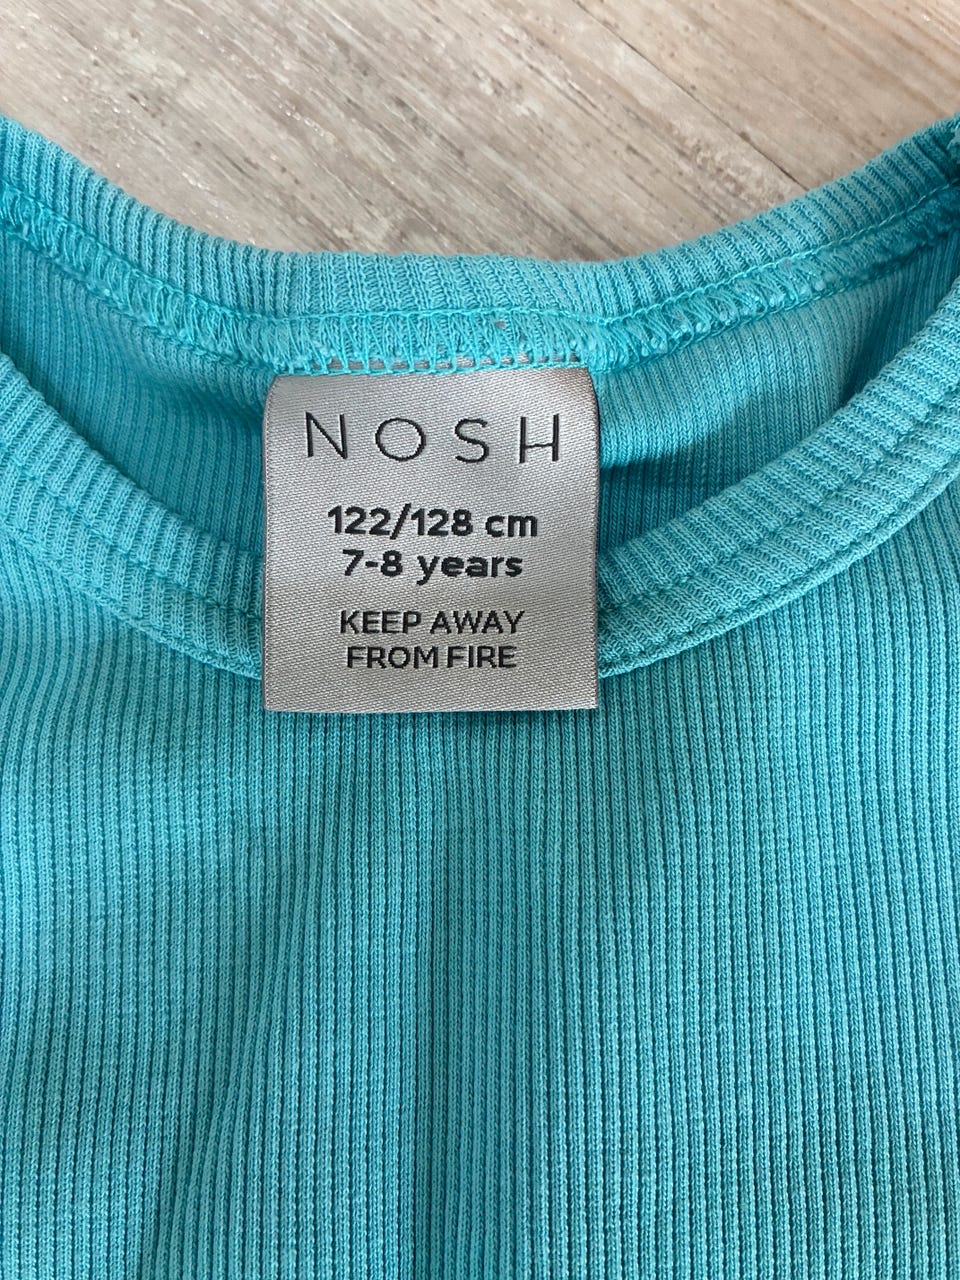 NOSH
122/128 cm
7-8 years
KEEP AWAY
FROM FIRE